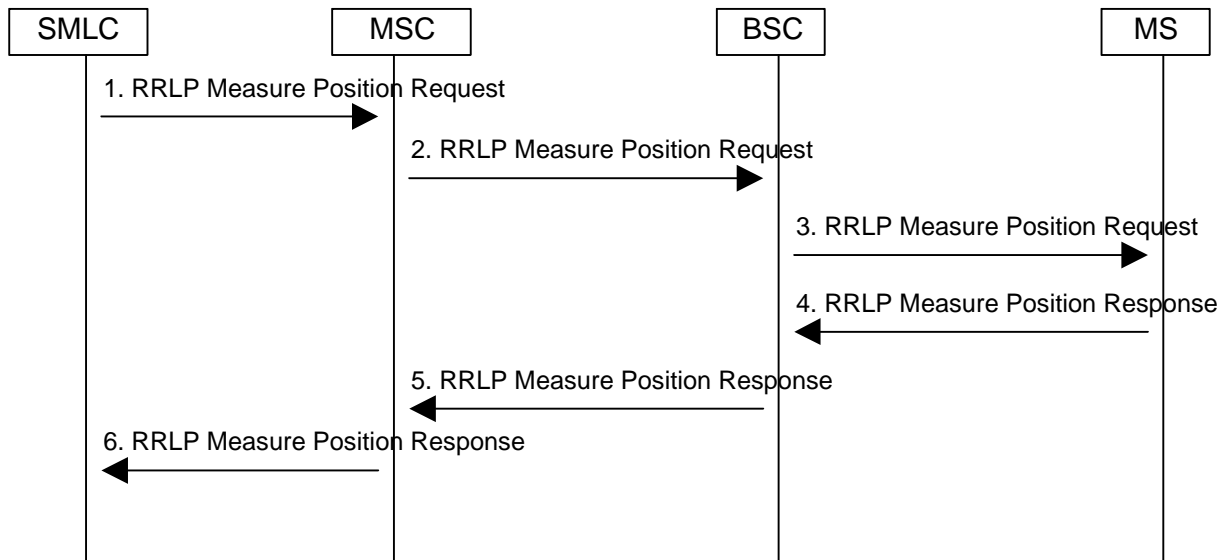 SMLC
MSC
BSC
MS
1. RRLP Measure Position Request
2. RRLP Measure Position Request
3. RRLP Measure Position Request
4. RRLP Measure Position Response
5. RRLP Measure Position Response
6. RRLP Measure Position Response